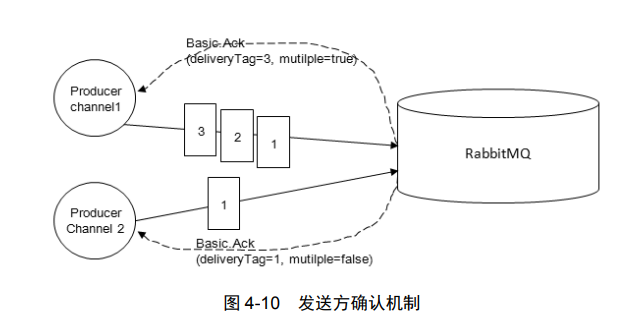 Basic.Ack
(deliveryTag=3, mutilple=true)
Producer
channel1
3
2
1
RabbitMQ
1
Producer
Channel 2
Basic.Ack
(deliveryTag=1, mutilple=false)
图 4-10 发送方确认机制